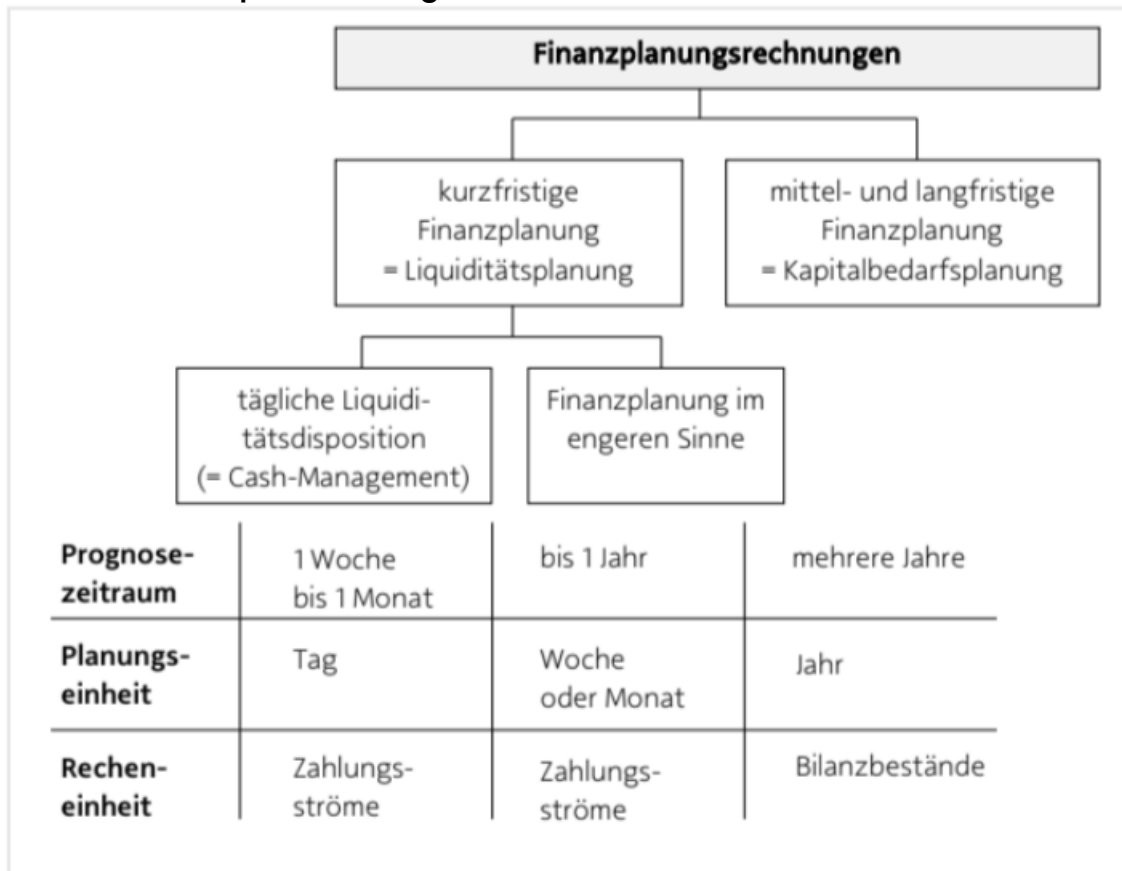 Finanzplanungsrechnungen
kurzfristige
Finanzplanung
= Liquiditätsplanung
mittel- und langfristige
Finanzplanung
= Kapitalbedarfsplanung
tägliche Liquidi-
tätsdisposition
(= Cash-Management)
Finanzplanung im
engeren Sinne
Prognose-
zeitraum
1 Woche
bis 1 Monat
bis 1 Jahr
mehrere Jahre
Planungs-
einheit
Tag
Woche
oder Monat
Jahr
Rechen-
einheit
Zahlungs-
ströme
Zahlungs-
ströme
Bilanzbestände